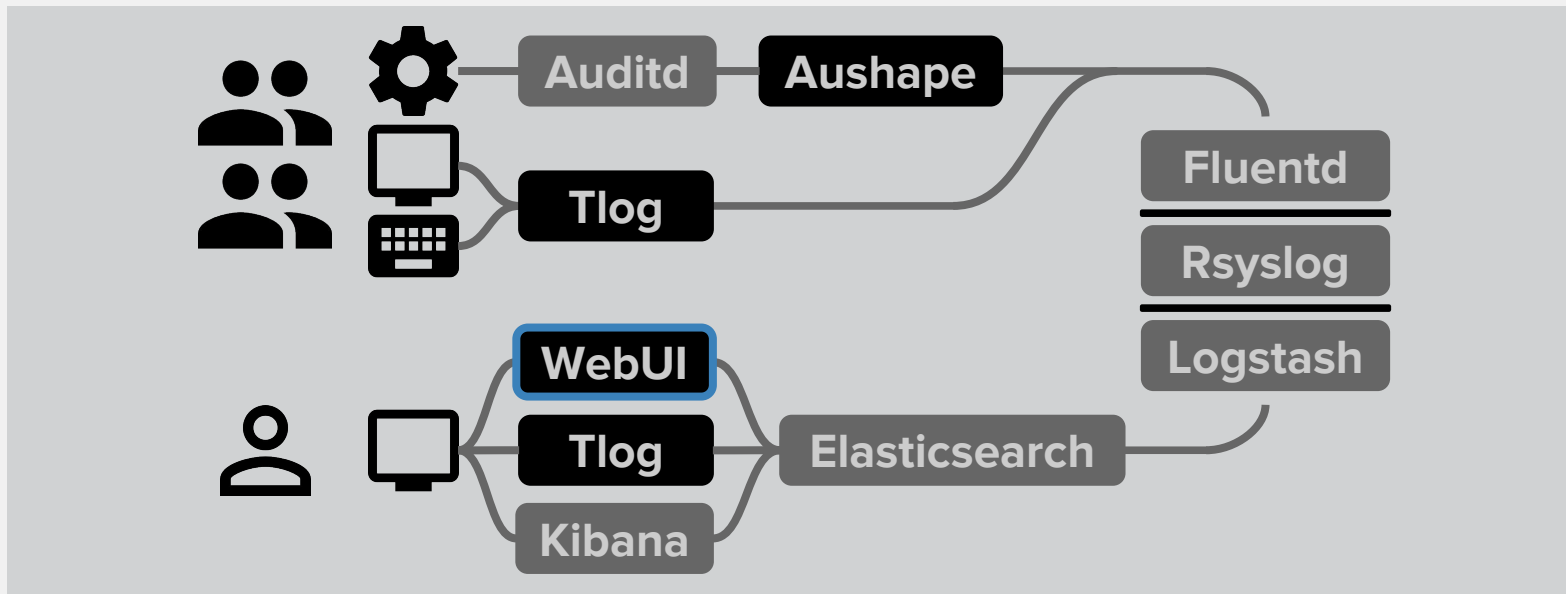 Auditd
Aushape
Tlog
Fluentd
Rsyslog
Logstash
WebUI
Tlog
Elasticsearch
Kibana